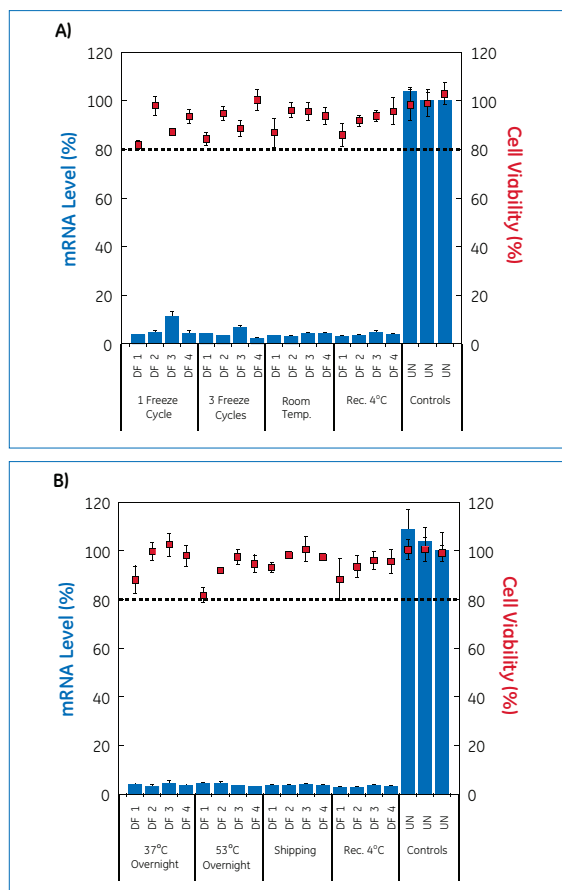 A)
120
100
80
60
40
20
0
mRNA Level (%)
120
100
80
60
40
20
0
Cell Viability (%)
DF 1 DF 2 DF 3 DF 4 DF 1 DF 2 DF 3 DF 4 DF 1 DF 2 DF 3 DF 4 DF 1 DF 2 DF 3 DF 4 UN UN UN
1 Freeze 3 Freeze Room Rec. 4°C Controls
Cycle Cycles Temp.
B)
120
100
80
60
40
20
0
mRNA Level (%)
120
100
80
60
40
20
0
Cell Viability (%)
DF 1 DF 2 DF 3 DF 4 DF 1 DF 2 DF 3 DF 4 DF 1 DF 2 DF 3 DF 4 DF 1 DF 2 DF 3 DF 4 UN UN UN
37°C 53°C Shipping Rec. 4°C Controls
Overnight Overnight